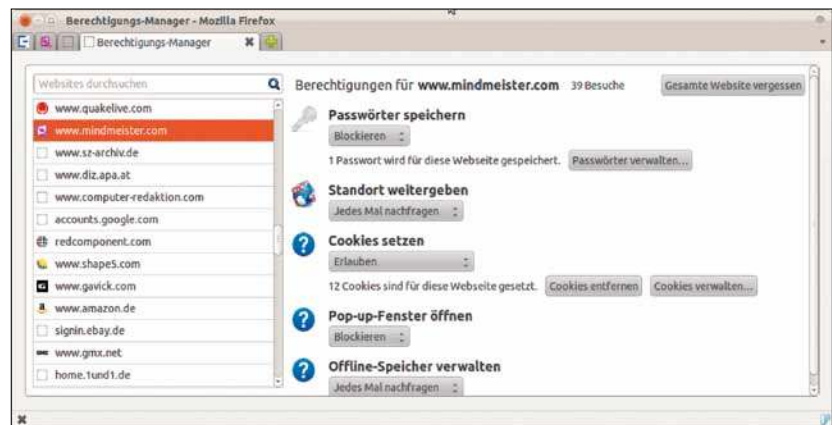 Berechtigungs-Manager - Mozilla Firefox
Berechtigungs-Manager
Websites durchsuchen
www.quakelive.com
www.mindmeister.com
www.sz-archiv.de
www.diz.apa.at
www.computer-redaktion.com
accounts.google.com
redcomponent.com
www.shape5.com
www.gavick.com
www.amazon.de
signin.ebay.de
www.gmx.net
home.1und1.de
Berechtigungen für www.mindmeister.com 39 Besuche Gesamte Website vergessen
Passwörter speichern
Blockieren
1 Passwort wird für diese Webseite gespeichert. Passwörter verwalten...
Standort weitergeben
Jedes Mal nachfragen
Cookies setzen
Erlauben
12 Cookies sind für diese Webseite gesetzt. Cookies entfernen Cookies verwalten...
Pop-up-Fenster öffnen
Blockieren
Offline-Speicher verwalten
Jedes Mal nachfragen